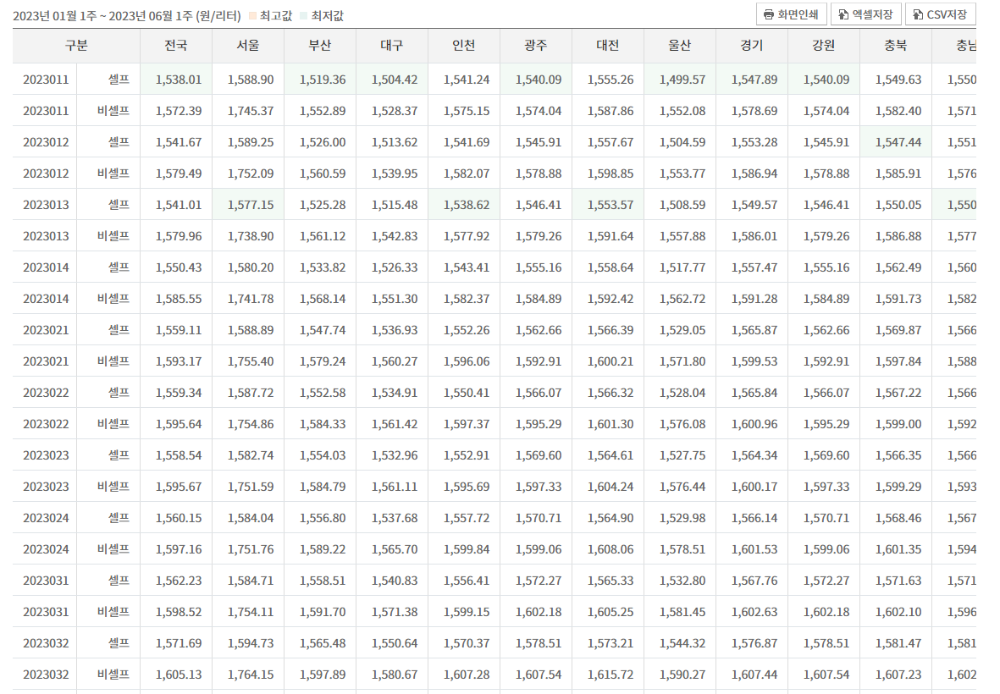 2023년 01월 1주 ~ 2023년 06월 1주 (원/리터) 최고값 최저값 화면인쇄 엑셀저장 CSV저장
구분 전국 서울 부산 대구 인천 광주 대전 울산 경기 강원 충북 충남
2023011 셀프 1,538.01 1,588.90 1,519.36 1,504.42 1,541.24 1,540.09 1,555.26 1,499.57 1,547.89 1,540.09 1,549.63 1,550
2023011 비셀프 1,572.39 1,745.37 1,552.89 1,528.37 1,575.15 1,574.04 1,587.86 1,552.08 1,578.69 1,574.04 1,582.40 1,571
2023012 셀프 1,541.67 1,589.25 1,526.00 1,513.62 1,541.69 1,545.91 1,557.67 1,504.59 1,553.28 1,545.91 1,547.44 1,551
2023012 비셀프 1,579.49 1,752.09 1,560.59 1,539.95 1,582.07 1,578.88 1,598.85 1,553.77 1,586.94 1,578.88 1,585.91 1,576
2023013 셀프 1,541.01 1,577.15 1,525.28 1,515.48 1,538.62 1,546.41 1,553.57 1,508.59 1,549.57 1,546.41 1,550.05 1,550
2023013 비셀프 1,579.96 1,738.90 1,561.12 1,542.83 1,577.92 1,579.26 1,591.64 1,557.88 1,586.01 1,579.26 1,586.88 1,577
2023014 셀프 1,550.43 1,580.20 1,533.82 1,526.33 1,543.41 1,555.16 1,558.64 1,517.77 1,557.47 1,555.16 1,562.49 1,560
2023014 비셀프 1,585.55 1,741.78 1,568.14 1,551.30 1,582.37 1,584.89 1,592.42 1,562.72 1,591.28 1,584.89 1,591.73 1,582
2023021 셀프 1,559.11 1,588.89 1,547.74 1,536.93 1,552.26 1,562.66 1,566.39 1,529.05 1,565.87 1,562.66 1,569.87 1,566
2023021 비셀프 1,593.17 1,755.40 1,579.24 1,560.27 1,596.06 1,592.91 1,600.21 1,571.80 1,599.53 1,592.91 1,597.84 1,588
2023022 셀프 1,559.34 1,587.72 1,552.58 1,534.91 1,550.41 1,566.07 1,566.32 1,528.04 1,565.84 1,566.07 1,567.22 1,566
2023022 비셀프 1,595.64 1,754.86 1,584.33 1,561.42 1,597.37 1,595.29 1,601.30 1,576.08 1,600.96 1,595.29 1,599.00 1,592
2023023 셀프 1,558.54 1,582.74 1,554.03 1,532.96 1,552.91 1,569.60 1,564.61 1,527.75 1,564.34 1,569.60 1,566.35 1,566
2023023 비셀프 1,595.67 1,751.59 1,584.79 1,561.11 1,595.69 1,597.33 1,604.24 1,576.44 1,600.17 1,597.33 1,599.29 1,593
2023024 셀프 1,560.15 1,584.04 1,556.80 1,537.68 1,557.72 1,570.71 1,564.90 1,529.98 1,566.14 1,570.71 1,568.46 1,567
2023024 비셀프 1,597.16 1,751.76 1,589.22 1,565.70 1,599.84 1,599.06 1,608.06 1,578.51 1,601.53 1,599.06 1,601.35 1,594
2023031 셀프 1,562.23 1,584.71 1,558.51 1,540.83 1,556.41 1,572.27 1,565.33 1,532.80 1,567.76 1,572.27 1,571.63 1,571
2023031 비셀프 1,598.52 1,754.11 1,591.70 1,571.38 1,599.15 1,602.18 1,605.25 1,581.45 1,602.63 1,602.18 1,602.10 1,596
2023032 셀프 1,571.69 1,594.73 1,565.48 1,550.64 1,570.37 1,578.51 1,573.21 1,544.32 1,576.87 1,578.51 1,581.47 1,581
2023032 비셀프 1,605.13 1,764.15 1,597.89 1,580.67 1,607.28 1,607.54 1,615.72 1,590.27 1,607.44 1,607.54 1,607.23 1,602